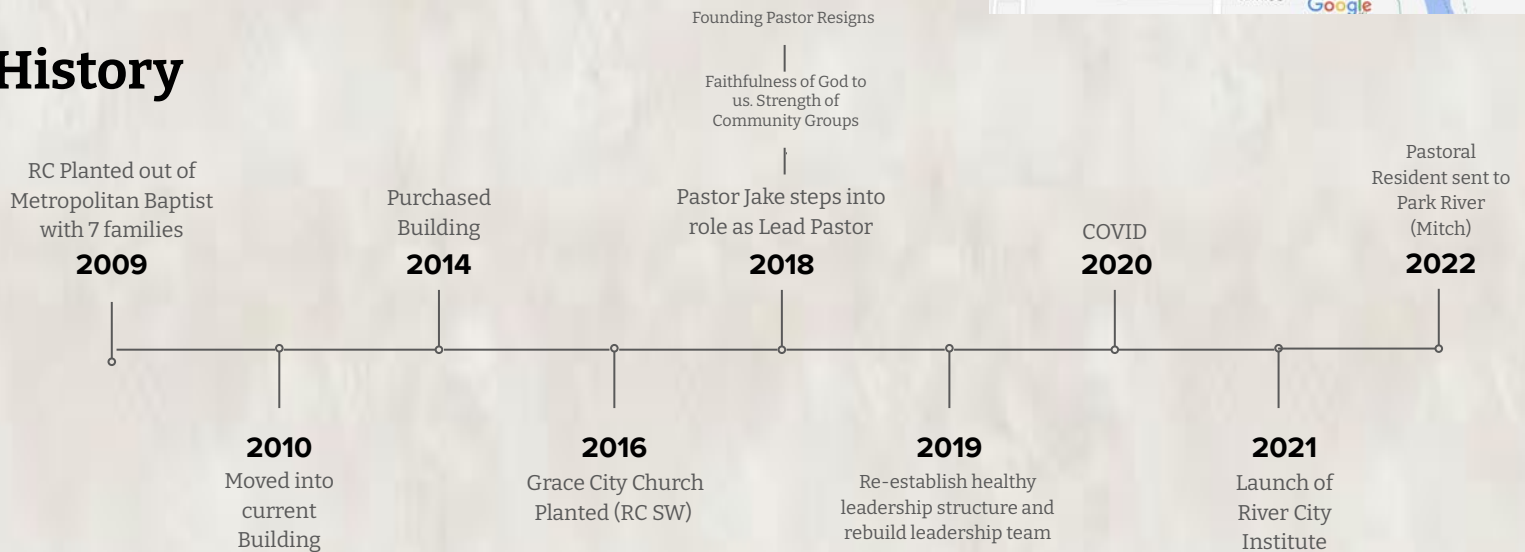 Google
History
RC Planted out of
Metropolitan Baptist
with 7 families
2009
2010
Moved into
current
Building
Purchased
Building
2014
2016
Grace City Church
Planted (RC SW)
Founding Pastor Resigns
Faithfulness of God to
us. Strength of
Community Groups
Pastor Jake steps into
role as Lead Pastor
2018
2019
Re-establish healthy
leadership structure and
rebuild leadership team
COVID
2020
2021
Launch of
River City
Institute
Pastoral
Resident sent to
Park River
(Mitch)
2022